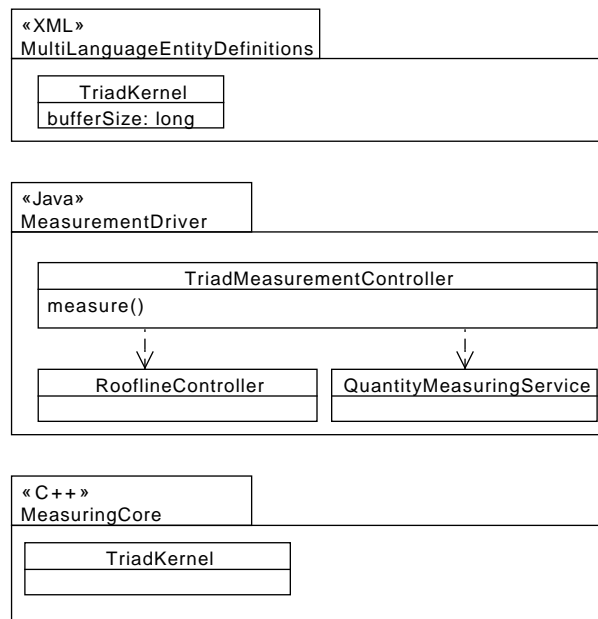 «XML»
MultiLanguageEntityDefinitions
TriadKernel
bufferSize: long
«Java»
MeasurementDriver
TriadMeasurementController
measure()
RooflineController
QuantityMeasuringService
«C++»
MeasuringCore
TriadKernel